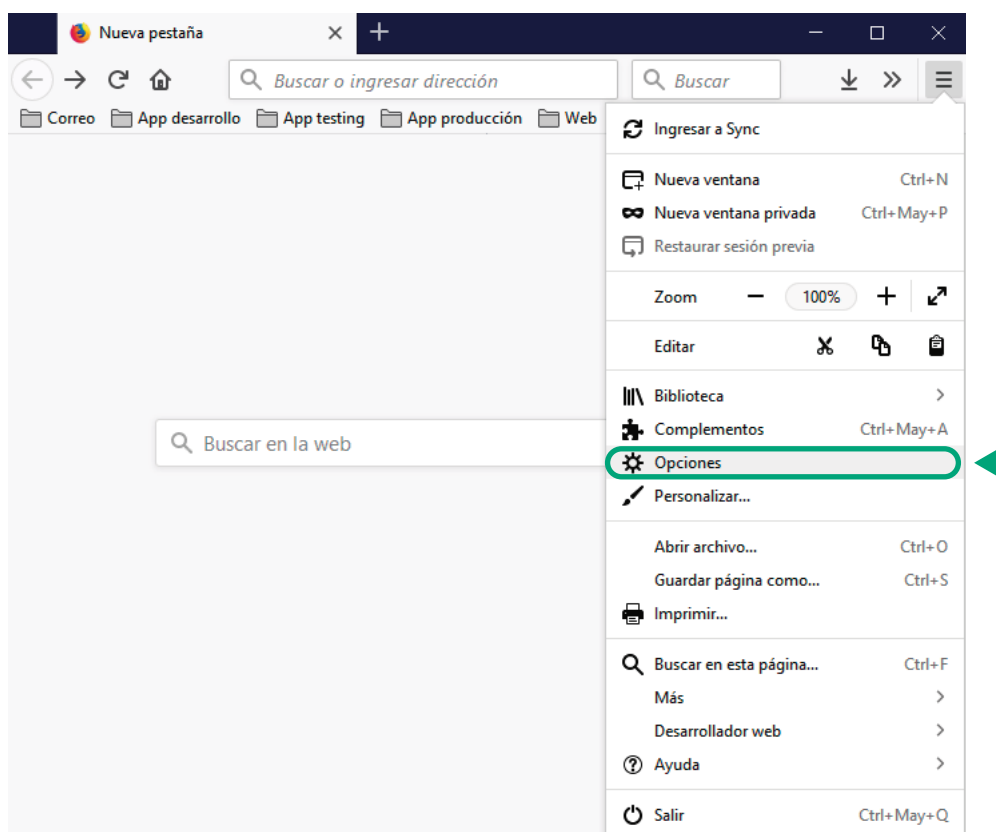 Nueva pestaña
Buscar o ingresar dirección
Buscar
Correo App desarrollo App testing App producción Web
Ingresar a Sync
Nueva ventana Ctrl+N
Nueva ventana privada Ctrl+May+P
Restaurar sesión previa
Zoom 100%
Editar
Biblioteca
Complementos Ctrl+May+A
Buscar en la web
Opciones
Personalizar...
Abrir archivo... Ctrl+O
Guardar página como... Ctrl+S
Imprimir...
Buscar en esta página... Ctrl+F
Más
Desarrollador web
Ayuda
Salir Ctrl+May+Q